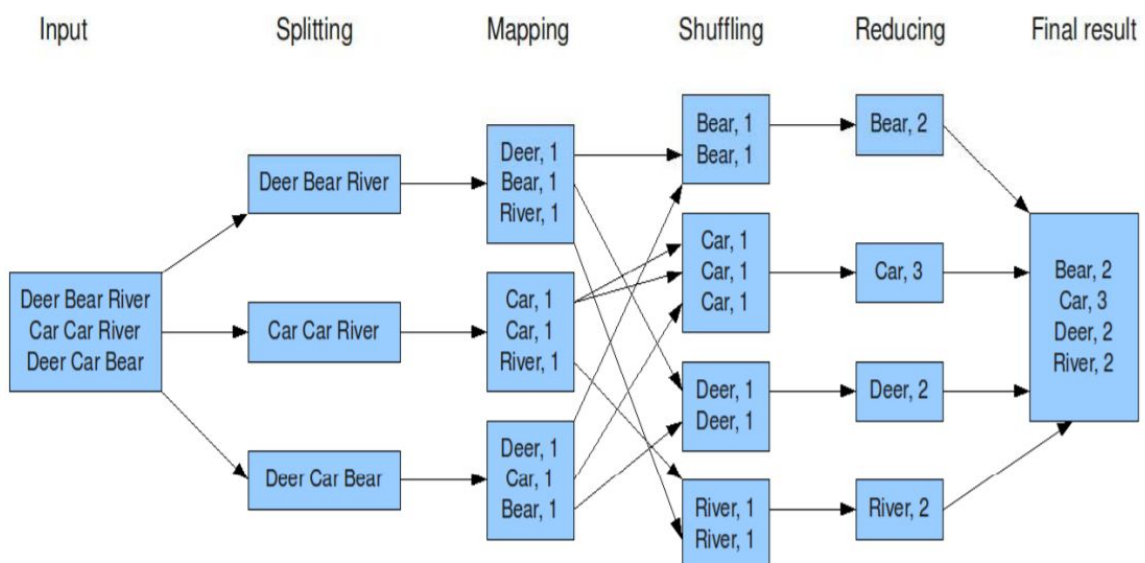 Input
Splitting
Mapping
Shuffling
Reducing
Final result
Deer Bear River
Car Car River
Deer Car Bear
Deer Bear River
Car Car River
Deer Car Bear
Deer, 1
Bear, 1
River, 1
Car, 1
Car, 1
River, 1
Deer, 1
Car, 1
Bear, 1
Bear, 1
Bear, 1
Car, 1
Car, 1
Car, 1
Deer, 1
Deer, 1
River, 1
River, 1
Bear, 2
Car, 3
Deer, 2
River, 2
Bear, 2
Car, 3
Deer, 2
River, 2